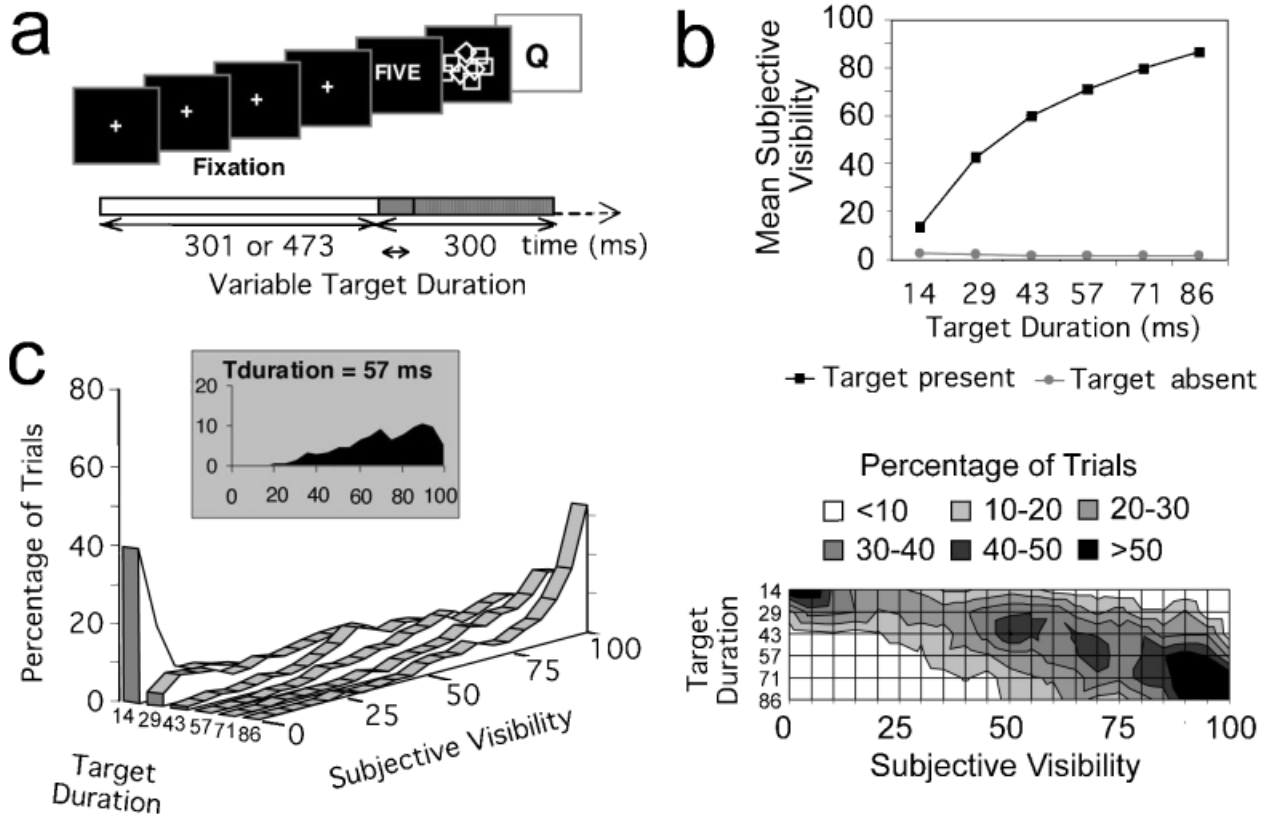 a
FIVE
Q
Fixation
301 or 473
300
time (ms)
Variable Target Duration
b
Mean Subjective
Visibility
100
80
60
40
20
0
14 29 43 57 71 86
Target Duration (ms)
Target present
Target absent
c
Percentage of Trials
80
60
40
20
0
Tduration = 57 ms
20
10
0
0 20 40 60 80 100
14 29 43 57 71 86
Target
Duration
0
25
50
75
100
Subjective Visibility
Percentage of Trials
<10 10-20 20-30
30-40 40-50 >50
Target
Duration
14
29
43
57
71
86
0 25 50 75 100
Subjective Visibility